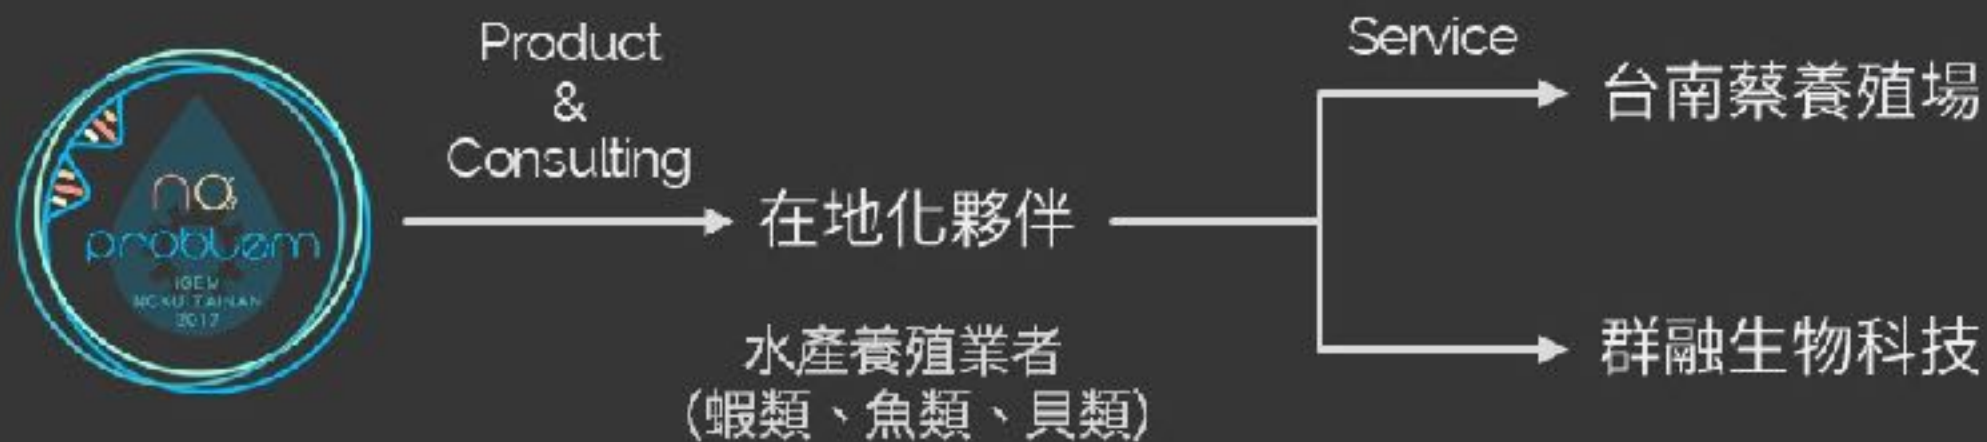 Product
&
Consulting
Service
no
problem
IGEM
NCKU TAINAN
2017
在地化夥伴
水產養殖業者
(蝦類、魚類、貝類)
台南蔡養殖場
群融生物科技